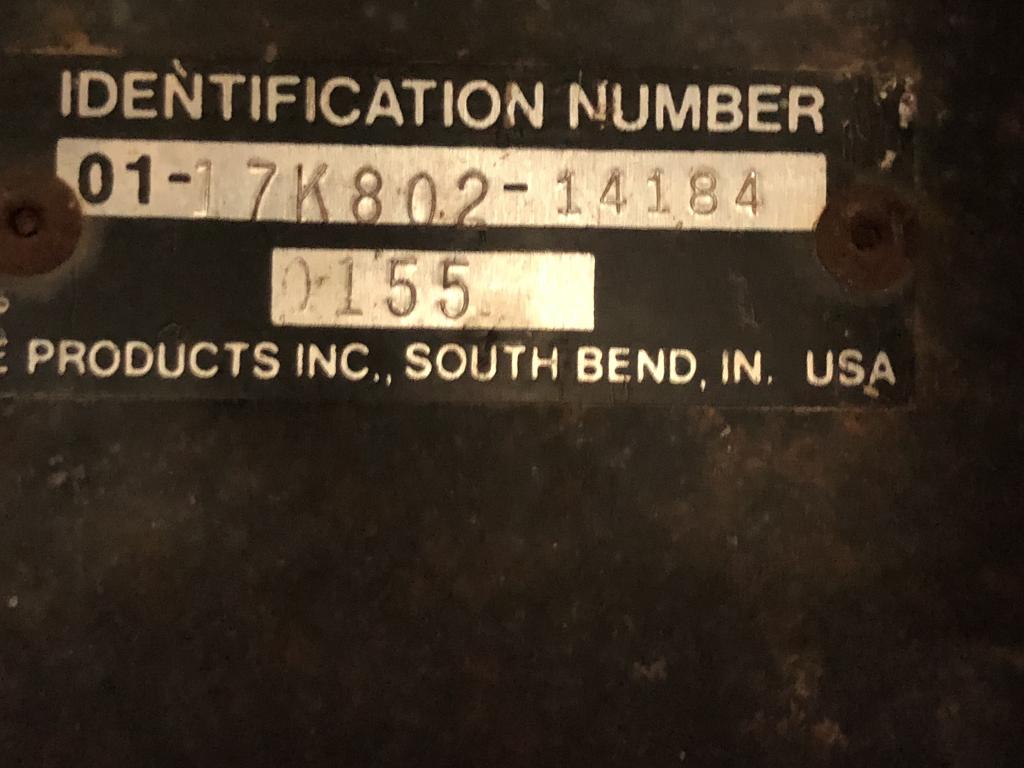 IDENTIFICATION NUMBER
01-17K802-14184
0155
PRODUCTS INC., SOUTH BEND, IN. USA